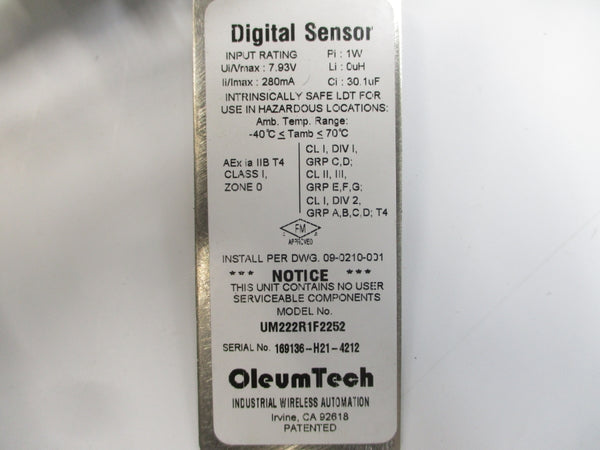 Digital Sensor
INPUT RATING Pi : 1W
Ui/Vmax : 7.93V Li : 0uH
Ii/Imax : 280mA Ci : 30.1uF
INTRINSICALLY SAFE LDT FOR
USE IN HAZARDOUS LOCATIONS:
Amb. Temp. Range:
-40℃ ≤ Tamb ≤ 70℃
AEx ia IIB T4
CLASS I,
ZONE 0
CL I, DIV I,
GRP C,D;
CL II, III,
GRP E,F,G;
CL I, DIV 2,
GRP A,B,C,D; T4
FM
APPROVED
INSTALL PER DWG. 09-0210-001
*** NOTICE ***
THIS UNIT CONTAINS NO USER
SERVICEABLE COMPONENTS
MODEL No.
UM222R1F2252
SERIAL No. 169136-H21-4212
OleumTech
INDUSTRIAL WIRELESS AUTOMATION
Irvine, CA 92618
PATENTED